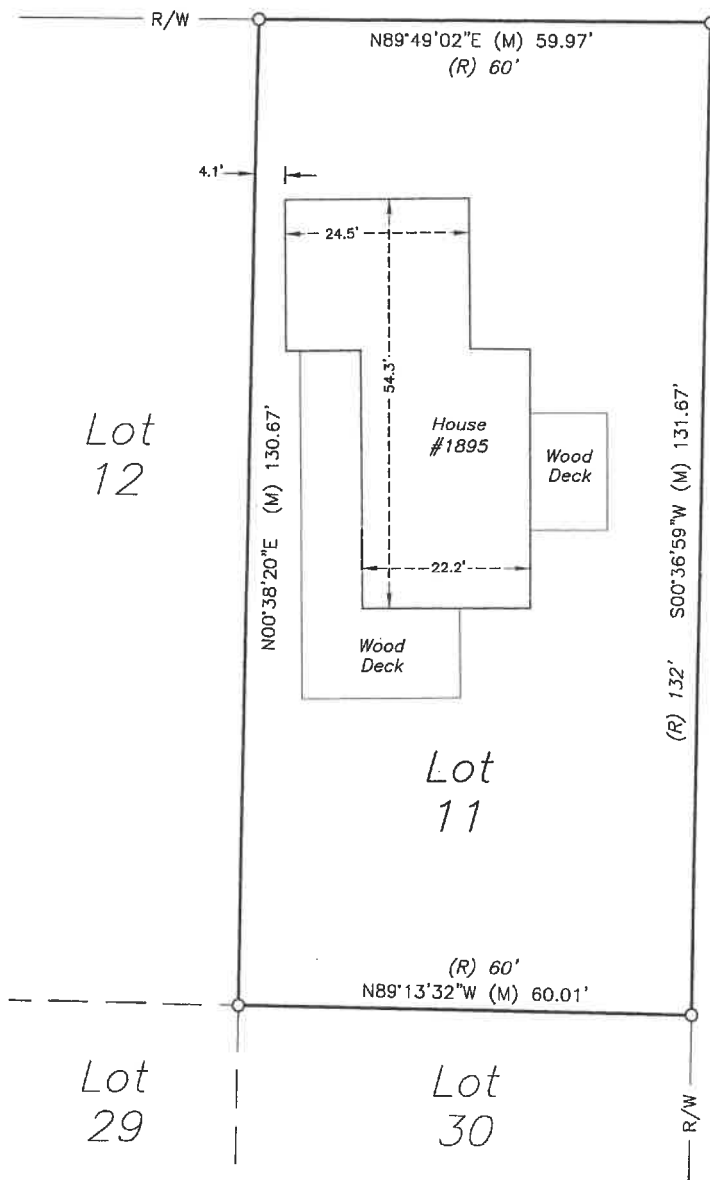 R/W
N89°49'02"E (M) 59.97'
(R) 60'
4.1'
24.5'
54.3'
House
#1895
Wood
Deck
22.2'
Wood
Deck
Lot
12
N00°38'20"E (M) 130.67'
(R) 132' S00°36'59"W (M) 131.67'
Lot
11
(R) 60'
N89°13'32"W (M) 60.01'
Lot
29
Lot
30
R/W